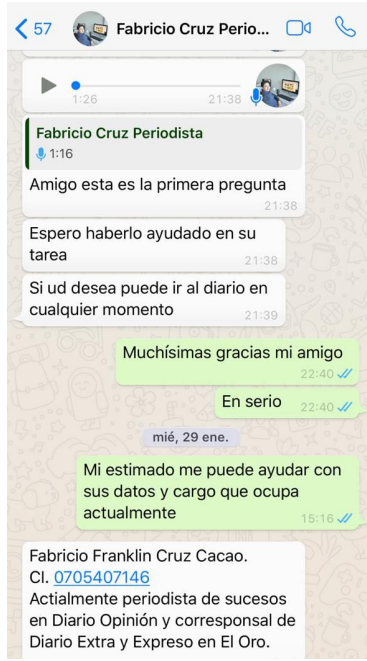 57
Fabricio Cruz Perio...
1:26
21:38
Fabricio Cruz Periodista
1:16
Amigo esta es la primera pregunta
21:38
Espero haberlo ayudado en su
tarea
21:38
Si ud desea puede ir al diario en
cualquier momento
21:39
Muchísimas gracias mi amigo
22:40
En serio
22:40
mié, 29 ene.
Mi estimado me puede ayudar con
sus datos y cargo que ocupa
actualmente
15:16
Fabricio Franklin Cruz Cacao.
CI. 0705407146
Actialmente periodista de sucesos
en Diario Opinión y corresponsal de
Diario Extra y Expreso en El Oro.